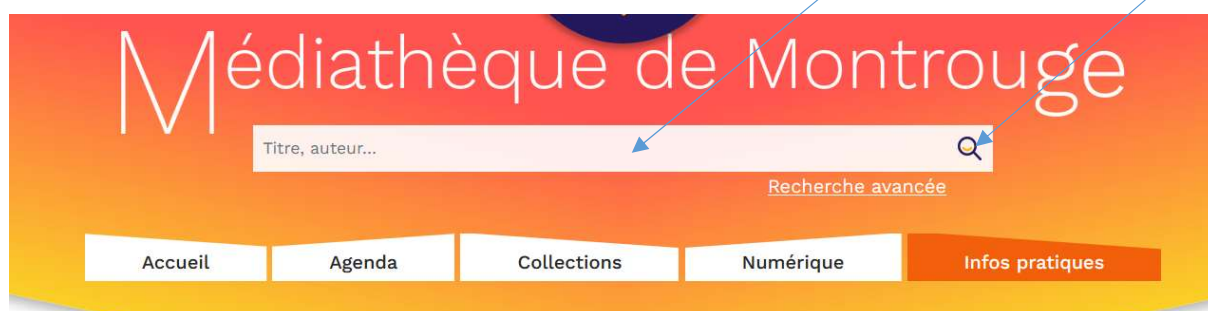 Médiathèque de Montrouge
Titre, auteur...
Recherche avancée
Accueil Agenda Collections Numérique Infos pratiques